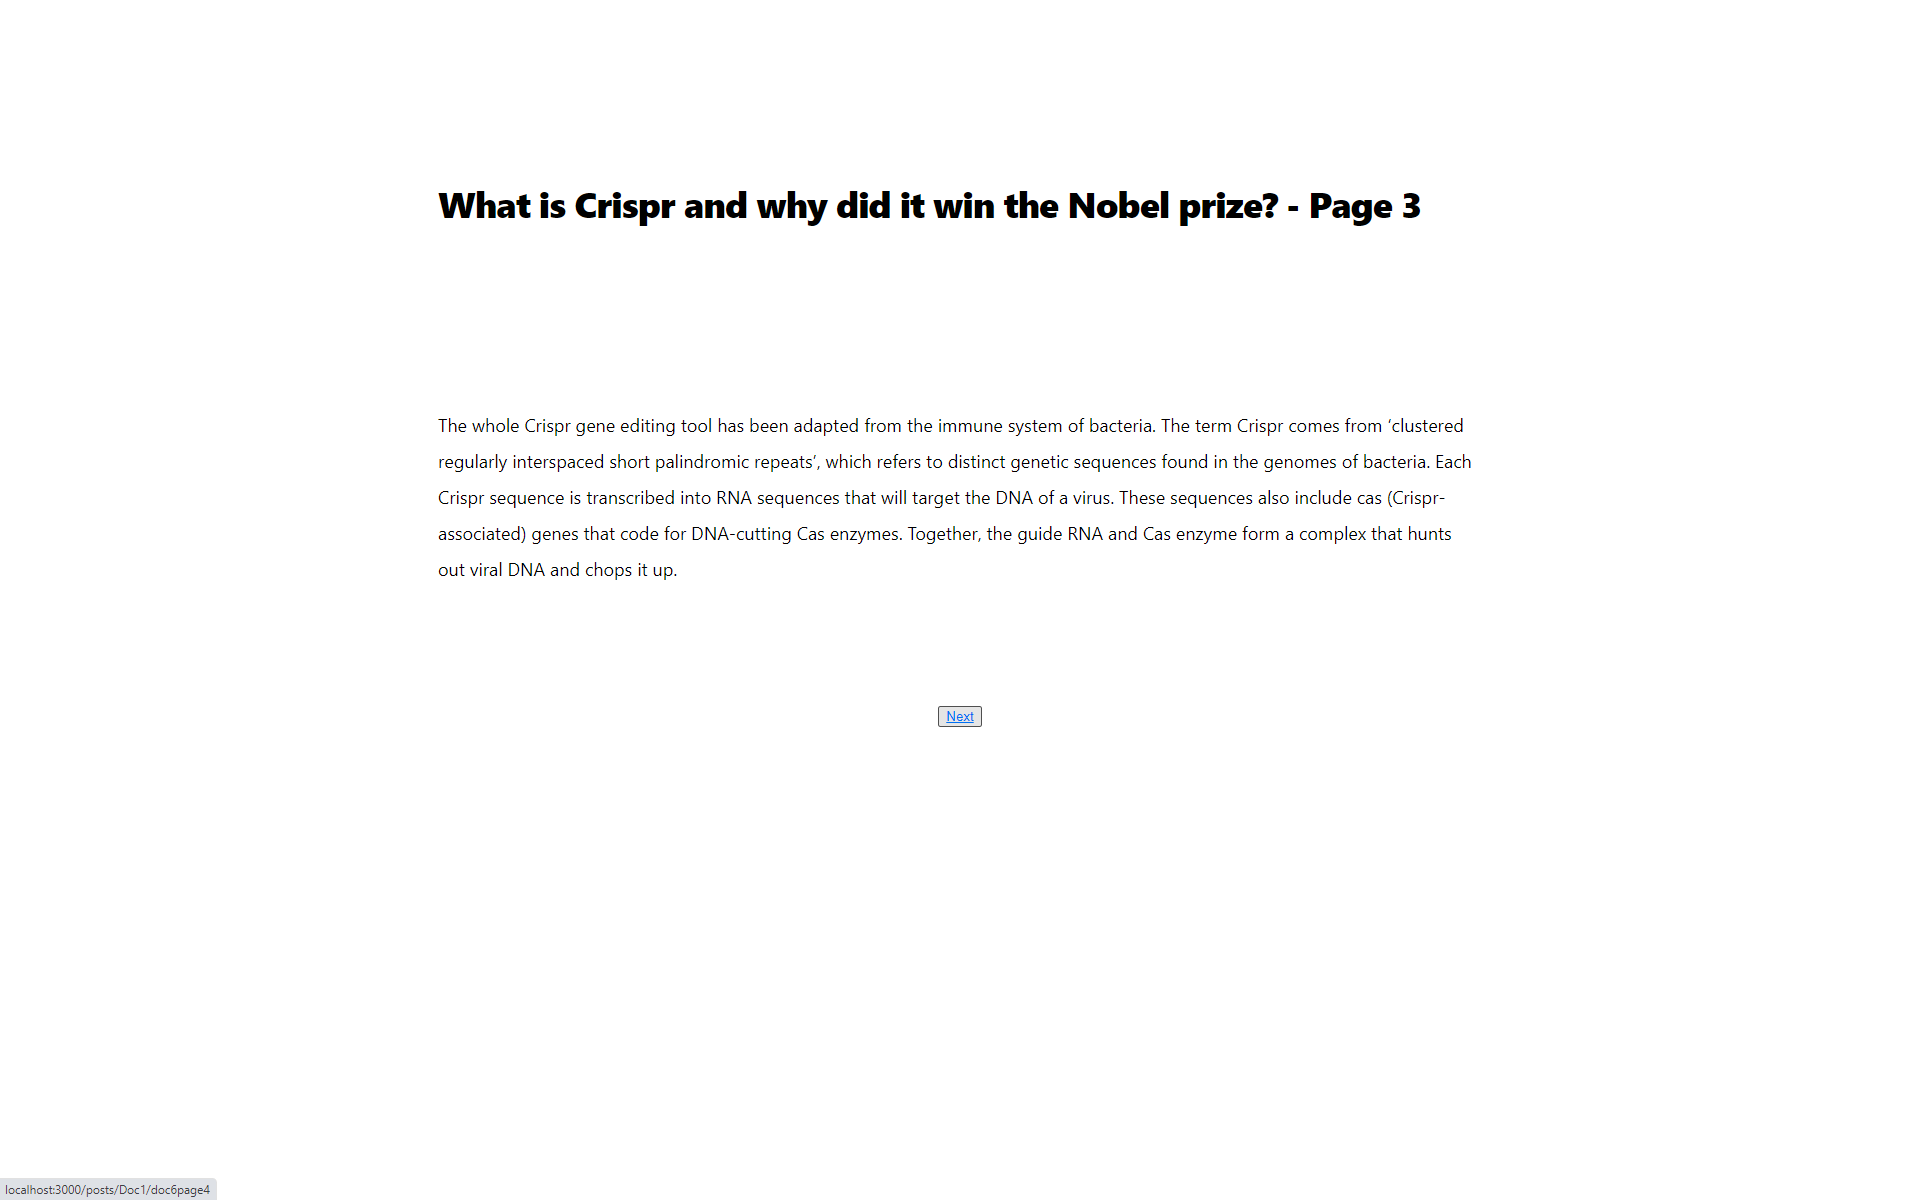 What is Crispr and why did it win the Nobel prize? - Page 3
The whole Crispr gene editing tool has been adapted from the immune system of bacteria. The term Crispr comes from ‘clustered
regularly interspaced short palindromic repeats’, which refers to distinct genetic sequences found in the genomes of bacteria. Each
Crispr sequence is transcribed into RNA sequences that will target the DNA of a virus. These sequences also include cas (Crispr-
associated) genes that code for DNA-cutting Cas enzymes. Together, the guide RNA and Cas enzyme form a complex that hunts
out viral DNA and chops it up.
Next
localhost:3000/posts/Doc1/doc6page4